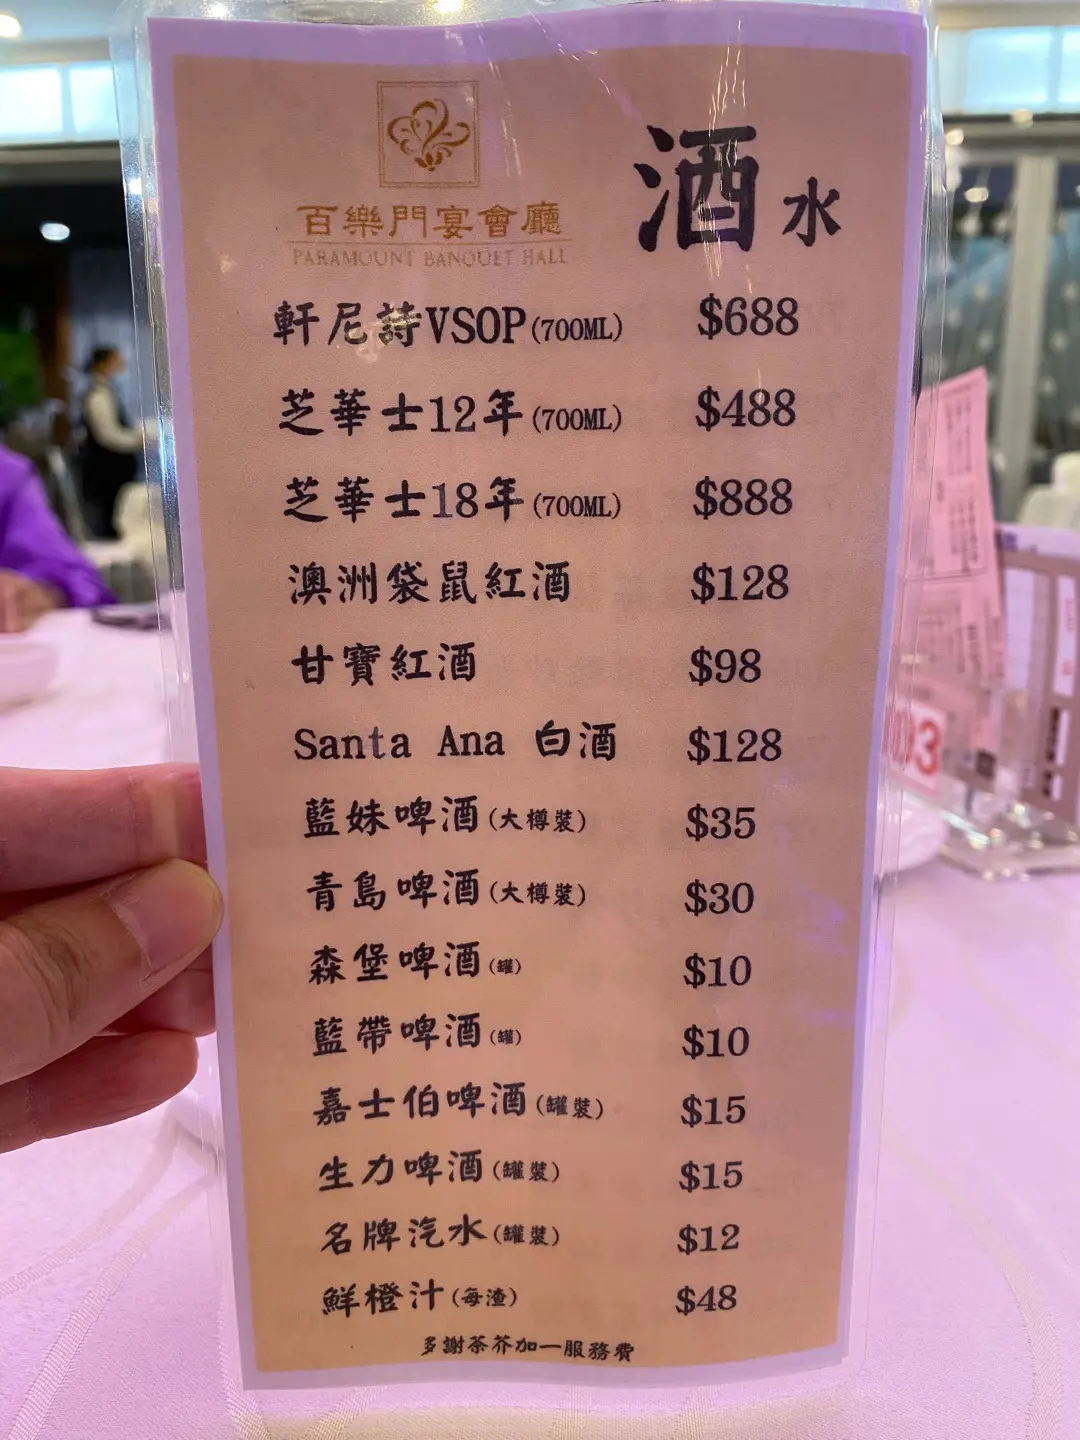 百樂門宴會廳
PARAMOUNT BANQUET HALL
酒水
軒尼詩VSOP(700ML) $688
芝華士12年(700ML) $488
芝華士18年(700ML) $888
澳洲袋鼠紅酒 $128
甘寶紅酒 $98
Santa Ana 白酒 $128
藍妹啤酒(大樽裝) $35
青島啤酒(大樽裝) $30
森堡啤酒(罐) $10
藍帶啤酒(罐) $10
嘉士伯啤酒(罐裝) $15
生力啤酒(罐裝) $15
名牌汽水(罐裝) $12
鮮橙汁(每渣) $48
多謝茶芥加一服務費